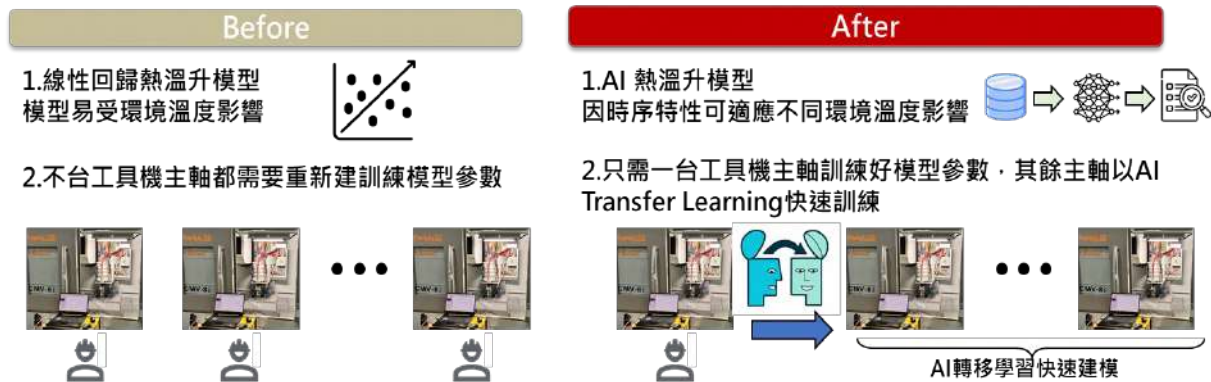 Before
1.線性回歸熱溫升模型
模型易受環境溫度影響
2.不台工具機主軸都需要重新建訓練模型參數
After
1.AI 熱溫升模型
因時序特性可適應不同環境溫度影響
2.只需一台工具機主軸訓練好模型參數，其餘主軸以AI
Transfer Learning快速訓練
AI轉移學習快速建模